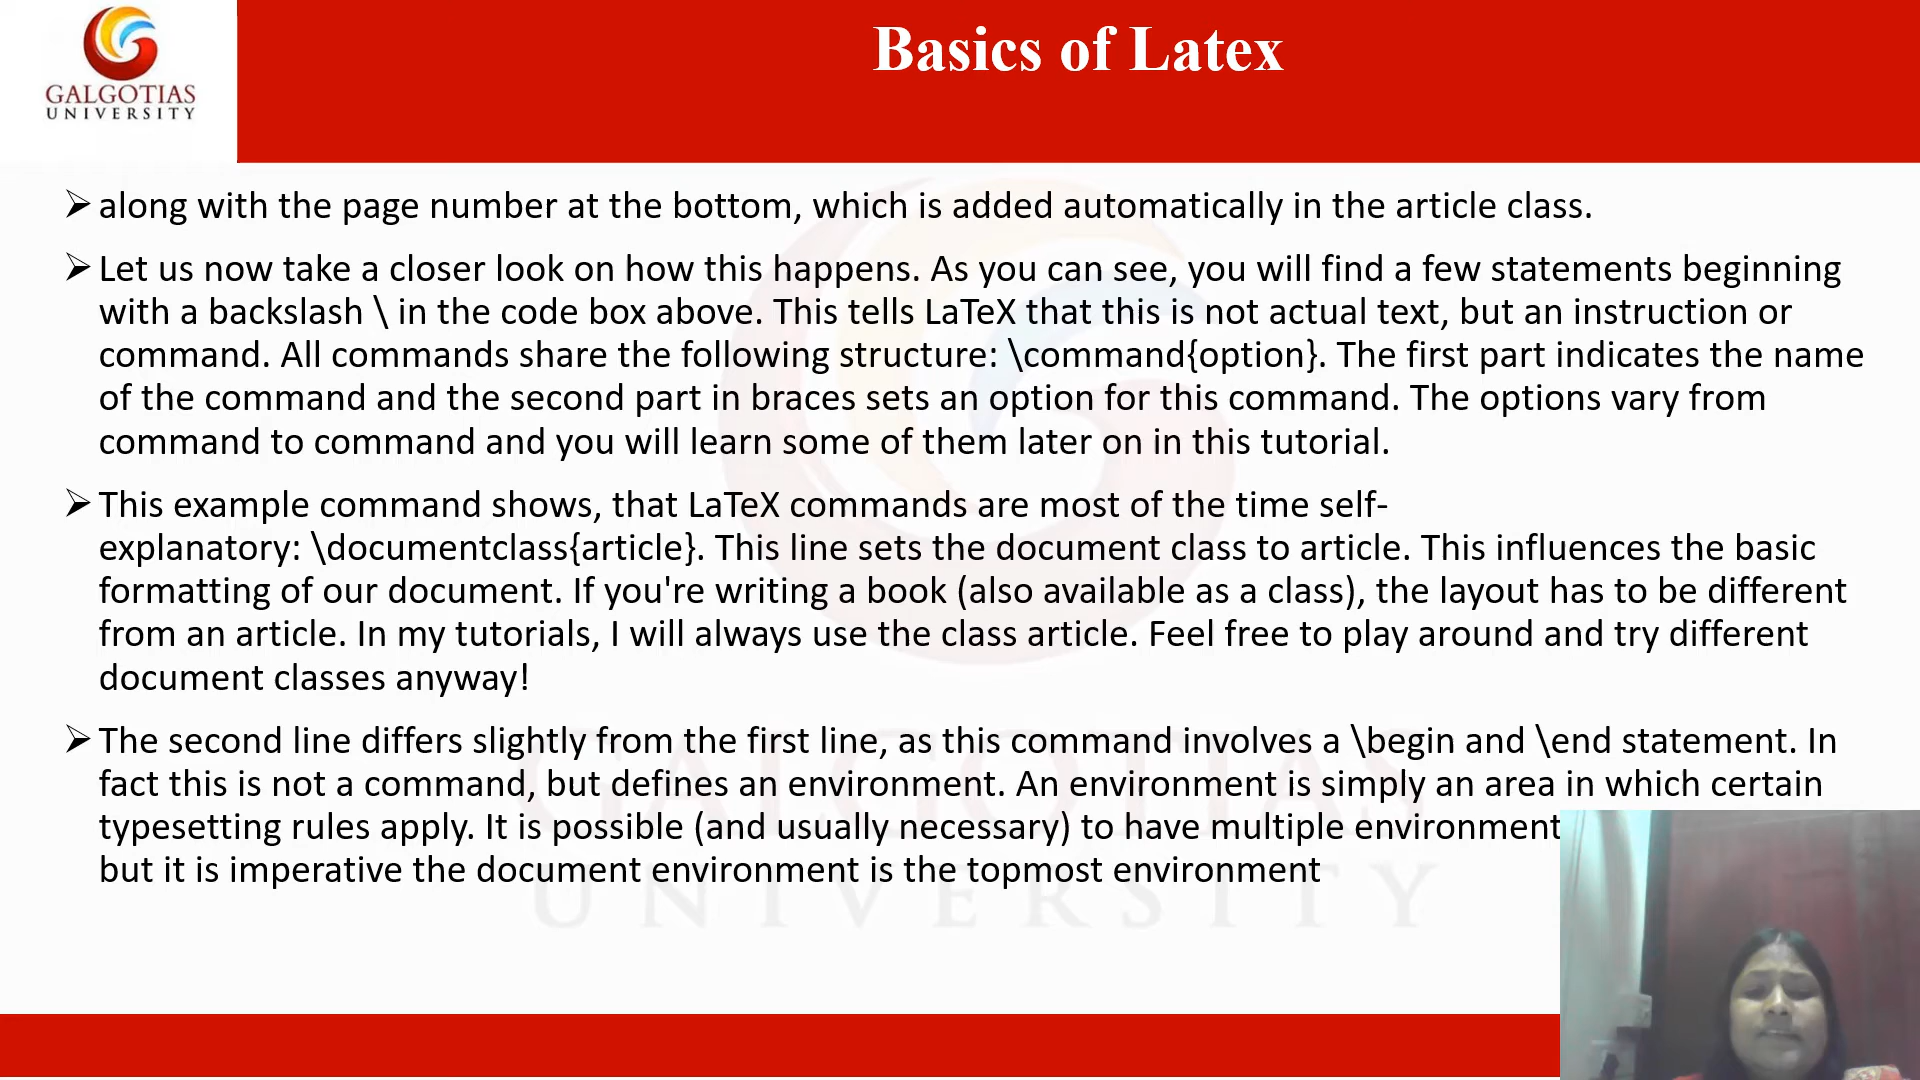 GALGOTIAS
UNIVERSITY
Basics of Latex
➢ along with the page number at the bottom, which is added automatically in the article class.
➢ Let us now take a closer look on how this happens. As you can see, you will find a few statements beginning
with a backslash \ in the code box above. This tells LaTeX that this is not actual text, but an instruction or
command. All commands share the following structure: \command{option}. The first part indicates the name
of the command and the second part in braces sets an option for this command. The options vary from
command to command and you will learn some of them later on in this tutorial.
➢ This example command shows, that LaTeX commands are most of the time self-
explanatory: \documentclass{article}. This line sets the document class to article. This influences the basic
formatting of our document. If you're writing a book (also available as a class), the layout has to be different
from an article. In my tutorials, I will always use the class article. Feel free to play around and try different
document classes anyway!
➢ The second line differs slightly from the first line, as this command involves a \begin and \end statement. In
fact this is not a command, but defines an environment. An environment is simply an area in which certain
typesetting rules apply. It is possible (and usually necessary) to have multiple environment
but it is imperative the document environment is the topmost environment
GALGOTIAS
UNIVERSITY